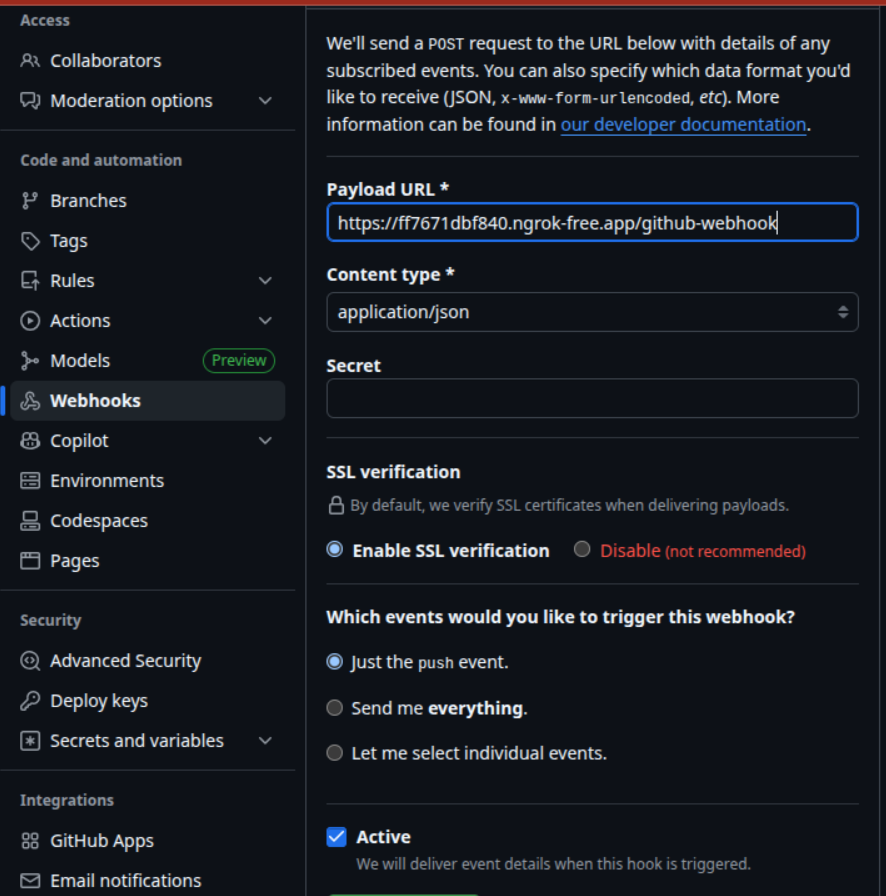 Access
Collaborators
Moderation options
Code and automation
Branches
Tags
Rules
Actions
Models Preview
Webhooks
Copilot
Environments
Codespaces
Pages
Security
Advanced Security
Deploy keys
Secrets and variables
Integrations
GitHub Apps
Email notifications
We'll send a POST request to the URL below with details of any
subscribed events. You can also specify which data format you'd
like to receive (JSON, x-www-form-urlencoded, etc). More
information can be found in our developer documentation.
Payload URL *
https://ff7671dbf840.ngrok-free.app/github-webhook
Content type *
application/json
Secret
SSL verification
By default, we verify SSL certificates when delivering payloads.
Enable SSL verification Disable (not recommended)
Which events would you like to trigger this webhook?
Just the push event.
Send me everything.
Let me select individual events.
Active
We will deliver event details when this hook is triggered.